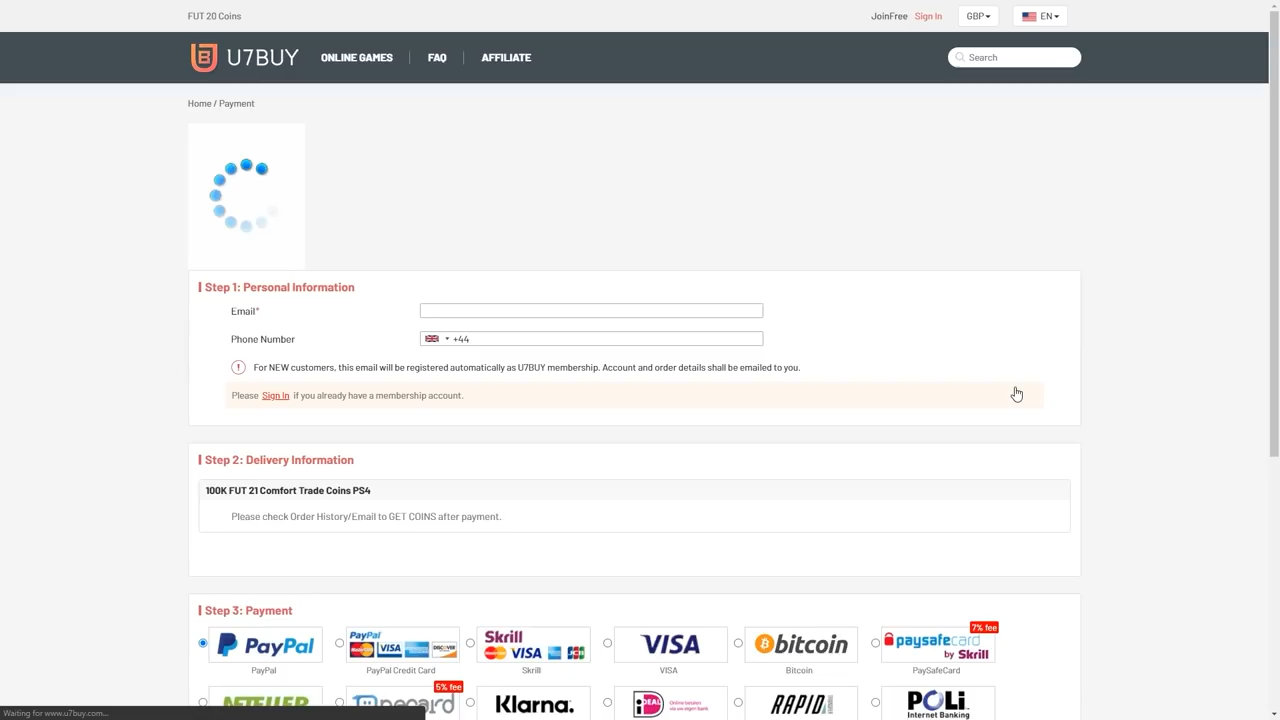 FUT 20 Coins
JoinFree Sign In GBP EN
U7BUY ONLINE GAMES FAQ AFFILIATE Search
Home / Payment
Step 1: Personal Information
Email*
Phone Number +44
For NEW customers, this email will be registered automatically as U7BUY membership. Account and order details shall be emailed to you.
Please Sign In if you already have a membership account.
Step 2: Delivery Information
100K FUT 21 Comfort Trade Coins PS4
Please check Order History/Email to GET COINS after payment.
Step 3: Payment
7% fee
PayPal PayPal VISA Skrill VISA VISA bitcoin paysafecard by Skrill
PayPal PayPal Credit Card Skrill VISA Bitcoin PaySafeCard
5% fee
NETELLER Klarna. iDEAL RAPID POLi Internet Banking
Waiting for www.u7buy.com...